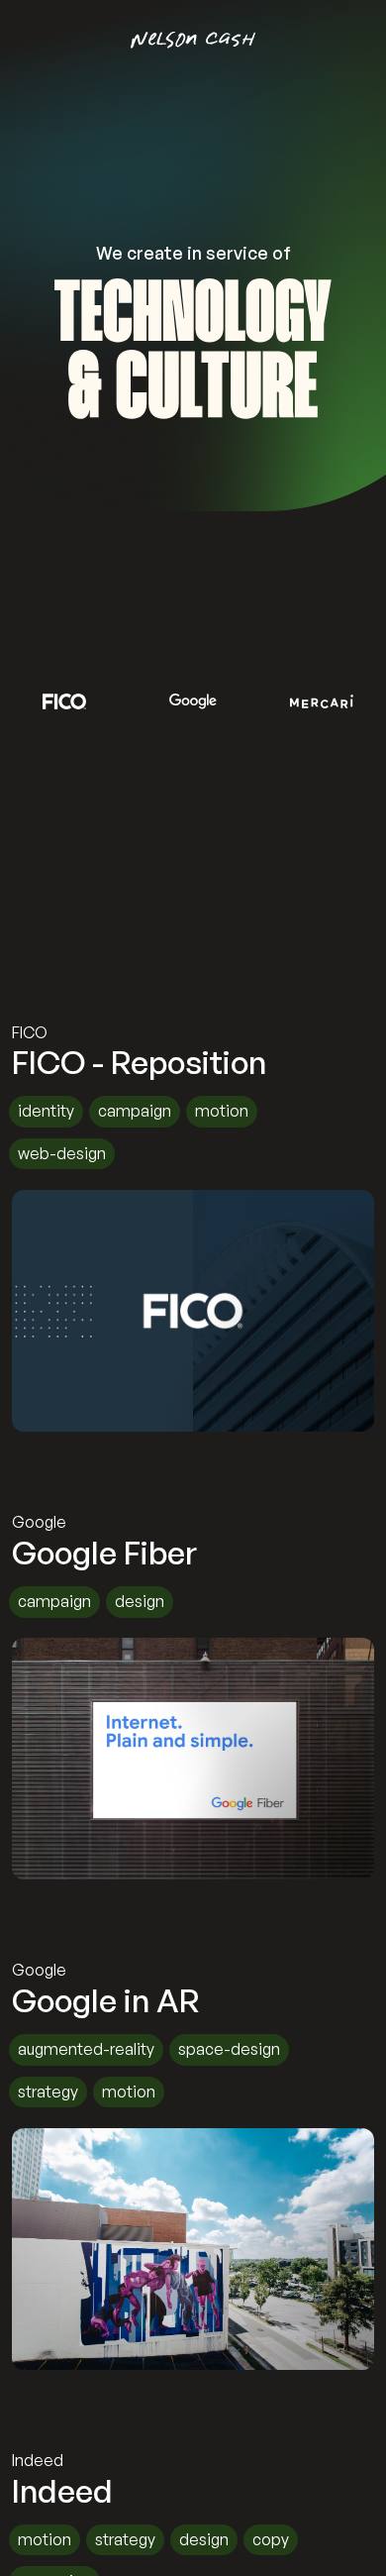 Nelson Cash
We create in service of
TECHNOLOGY
& CULTURE
FICO
Google
MERCARI
FICO
FICO - Reposition
identity campaign motion
web-design
FICO
Google
Google Fiber
campaign design
Internet.
Plain and simple.
Google Fiber
Google
Google in AR
augmented-reality space-design
strategy motion
Indeed
Indeed
motion strategy design copy